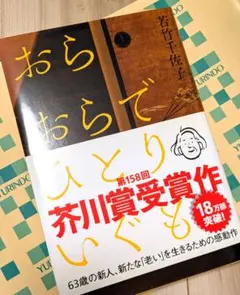 若竹千佐子
おら
おらで
ひとり
いぐも
第158回
芥川賞受賞作
18万部
突破!
63歳の新人、新たな「老い」を生きるための感動作
YURINDO
YURINDO
YURINDO